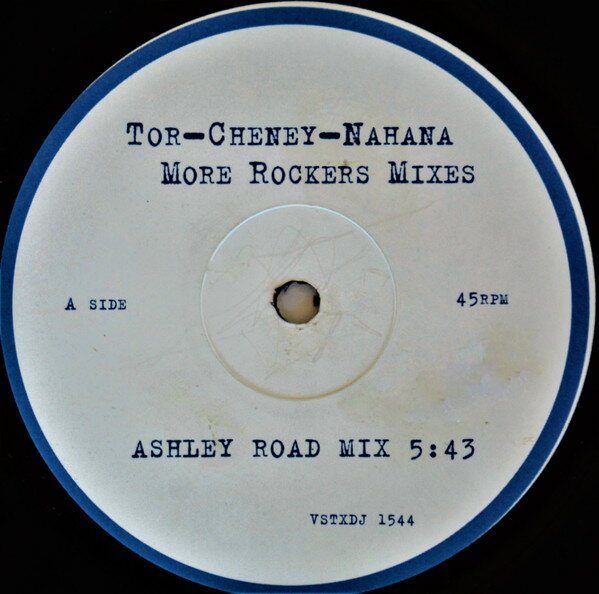 Tor-Cheney-Nahana
More Rockers Mixes
A SIDE
45RPM
ASHLEY ROAD MIX 5:43
VSTXDJ 1544